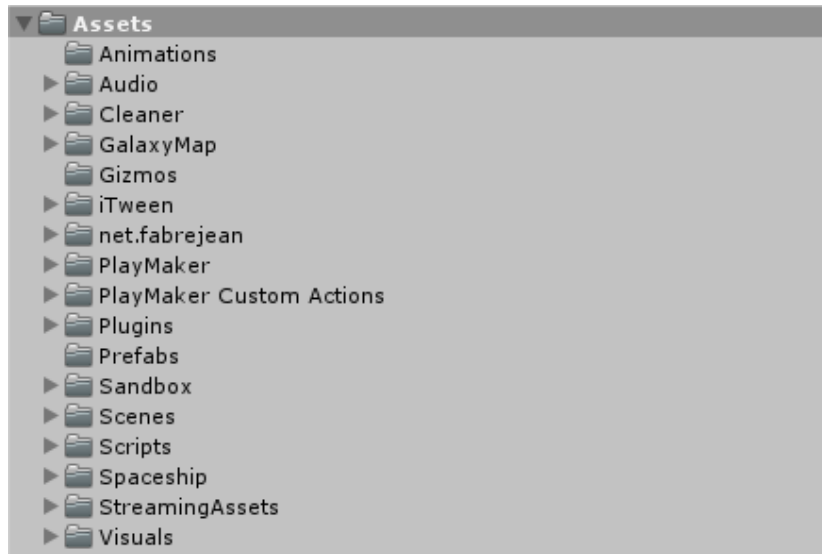 Assets
Animations
Audio
Cleaner
GalaxyMap
Gizmos
iTween
net.fabrejean
PlayMaker
PlayMaker Custom Actions
Plugins
Prefabs
Sandbox
Scenes
Scripts
Spaceship
StreamingAssets
Visuals